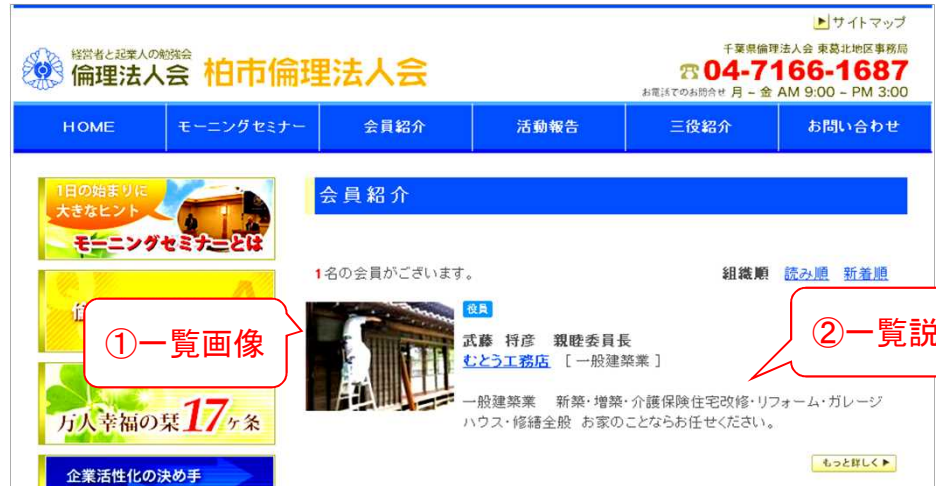 サイトマップ
経営者と起業人の勉強会
倫理法人会 柏市倫理法人会
千葉県倫理法人会 東葛北地区事務局
04-7166-1687
お電話でのお問合せ 月 ~ 金 AM 9:00 ~ PM 3:00
HOME モーニングセミナー 会員紹介 活動報告 三役紹介 お問い合わせ
1日の始まりに
大きなヒント
モーニングセミナーとは
会員紹介
1名の会員がございます。
組織順 読み順 新着順
①一覧画像
役員
武藤 将彦 親睦委員長
むとう工務店 [ 一般建築業 ]
②一覧説
一般建築業 新築・増築・介護保険住宅改修・リフォーム・ガレージ
ハウス・修繕全般 お家のことならお任せください。
万人幸福の栞 17ヶ条
もっと詳しく
企業活性化の決め手